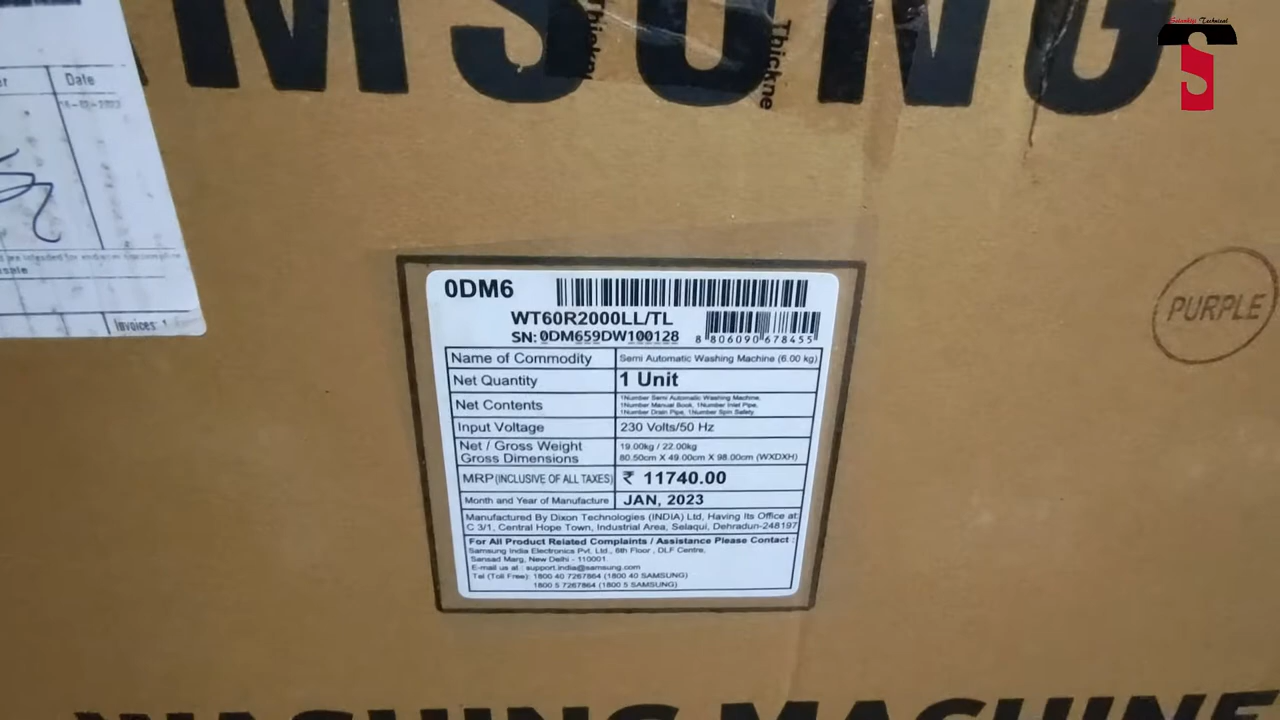 SAMSUNG
Thickne
Date
Invoices: 1
PURPLE
0DM6
WT60R2000LL/TL
SN: 0DM659DW100128
8 806090 678455
Name of Commodity Semi Automatic Washing Machine (6.00 kg)
Net Quantity 1 Unit
Net Contents 1Number Semi Automatic Washing Machine,
1Number Manual Book, 1Number Inlet Pipe,
1Number Drain Pipe, 1Number Spin Safety
Input Voltage 230 Volts/50 Hz
Net / Gross Weight 19.00kg / 22.00kg
Gross Dimensions 80.50cm X 49.00cm X 98.00cm (WXDXH)
MRP(INCLUSIVE OF ALL TAXES) ₹ 11740.00
Month and Year of Manufacture JAN, 2023
Manufactured By Dixon Technologies (INDIA) Ltd, Having Its Office at:
C 3/1, Central Hope Town, Industrial Area, Selaqui, Dehradun-248197
For All Product Related Complaints / Assistance Please Contact :
Samsung India Electronics Pvt. Ltd., 6th Floor , DLF Centre,
Sansad Marg, New Delhi - 110001.
E-mail us at : support.india@samsung.com
Tel (Toll Free): 1800 40 7267864 (1800 40 SAMSUNG)
1800 5 7267864 (1800 5 SAMSUNG)
WASHING MACHINE